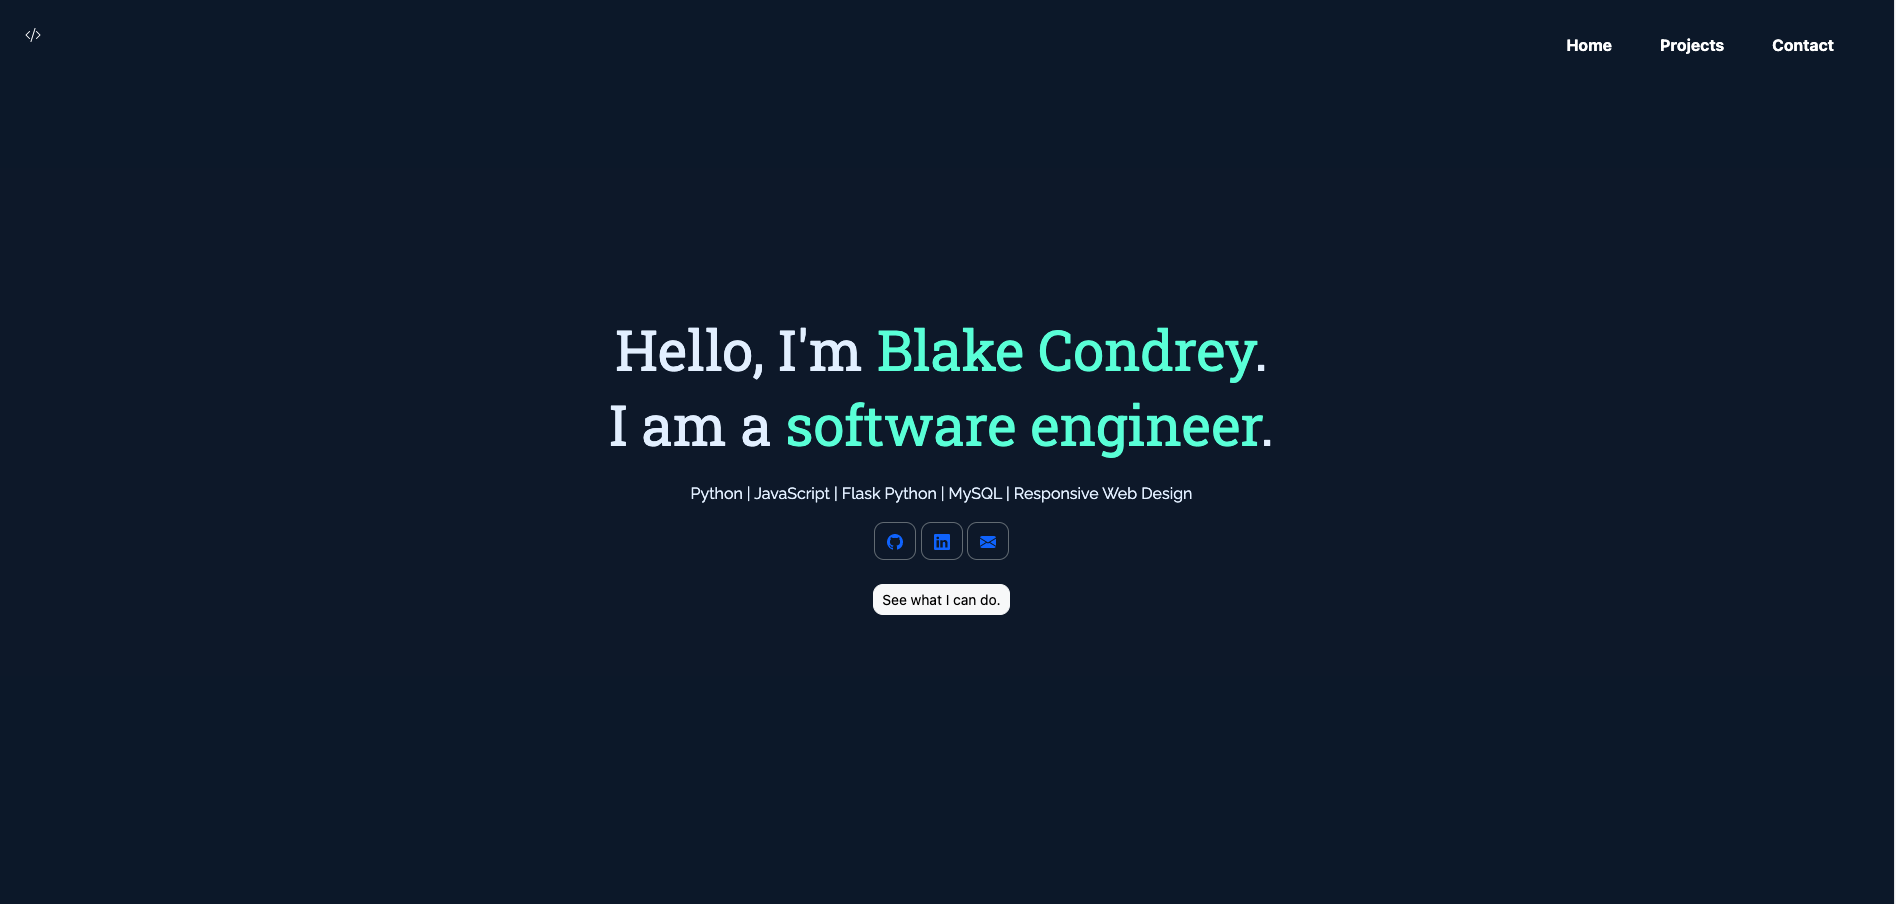 </>
Home Projects Contact
Hello, I'm Blake Condrey.
I am a software engineer.
Python | JavaScript | Flask Python | MySQL | Responsive Web Design
in
See what I can do.